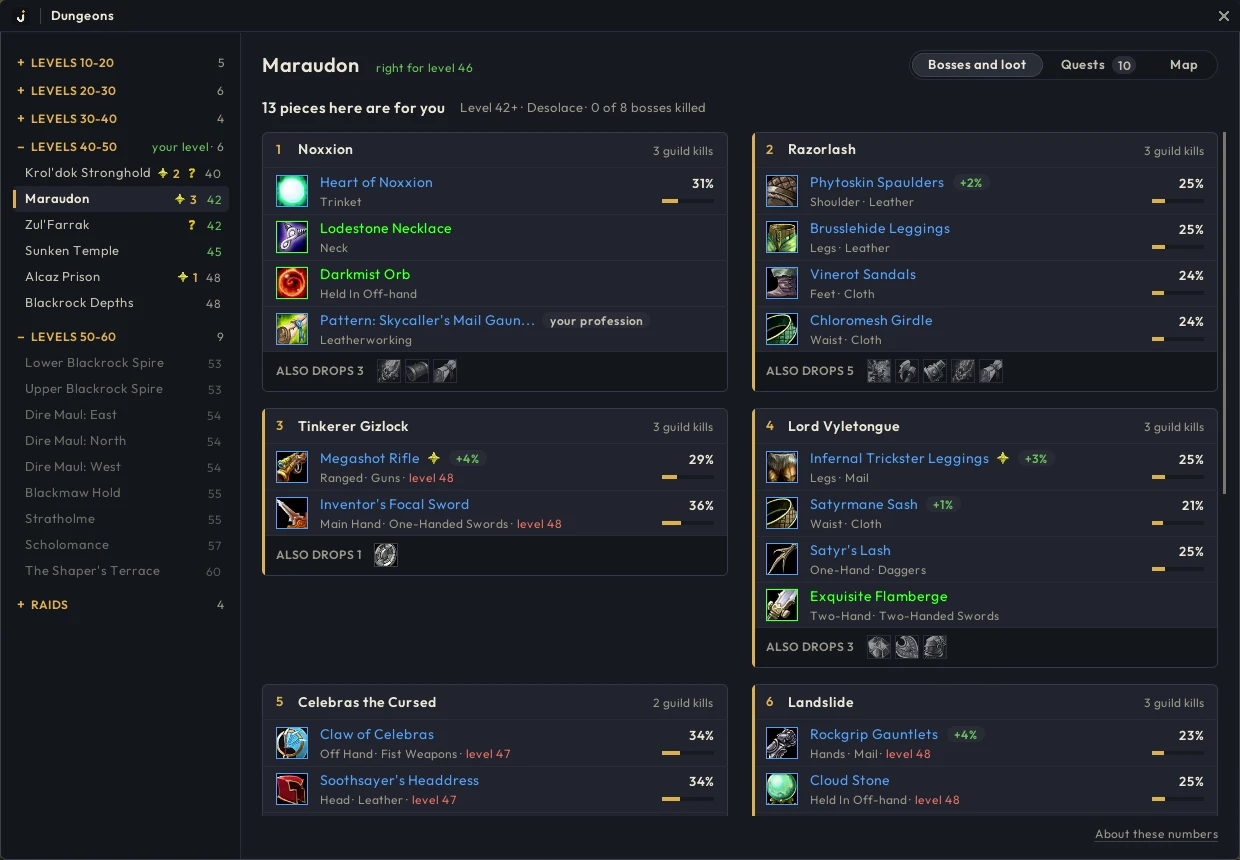 Dungeons
+ LEVELS 10-20 5
+ LEVELS 20-30 6
+ LEVELS 30-40 4
– LEVELS 40-50 your level · 6
Krol'dok Stronghold 2 ? 40
Maraudon 3 42
Zul'Farrak ? 42
Sunken Temple 45
Alcaz Prison 1 48
Blackrock Depths 48
– LEVELS 50-60 9
Lower Blackrock Spire 53
Upper Blackrock Spire 53
Dire Maul: East 54
Dire Maul: North 54
Dire Maul: West 54
Blackmaw Hold 55
Stratholme 55
Scholomance 57
The Shaper's Terrace 60
+ RAIDS 4
Maraudon right for level 46
Bosses and loot Quests 10 Map
13 pieces here are for you Level 42+ · Desolace · 0 of 8 bosses killed
1 Noxxion 3 guild kills
Heart of Noxxion 31%
Trinket
Lodestone Necklace
Neck
Darkmist Orb
Held In Off-hand
Pattern: Skycaller's Mail Gaun... your profession
Leatherworking
ALSO DROPS 3
2 Razorlash 3 guild kills
Phytoskin Spaulders +2% 25%
Shoulder · Leather
Brusslehide Leggings 25%
Legs · Leather
Vinerot Sandals 24%
Feet · Cloth
Chloromesh Girdle 24%
Waist · Cloth
ALSO DROPS 5
3 Tinkerer Gizlock 3 guild kills
Megashot Rifle +4% 29%
Ranged · Guns · level 48
Inventor's Focal Sword 36%
Main Hand · One-Handed Swords · level 48
ALSO DROPS 1
4 Lord Vyletongue 3 guild kills
Infernal Trickster Leggings +3% 25%
Legs · Mail
Satyrmane Sash +1% 21%
Waist · Cloth
Satyr's Lash 25%
One-Hand · Daggers
Exquisite Flamberge
Two-Hand · Two-Handed Swords
ALSO DROPS 3
5 Celebras the Cursed 2 guild kills
Claw of Celebras 34%
Off Hand · Fist Weapons · level 47
Soothsayer's Headdress 34%
Head · Leather · level 47
6 Landslide 3 guild kills
Rockgrip Gauntlets +4% 23%
Hands · Mail · level 48
Cloud Stone 25%
Held In Off-hand · level 48
About these numbers